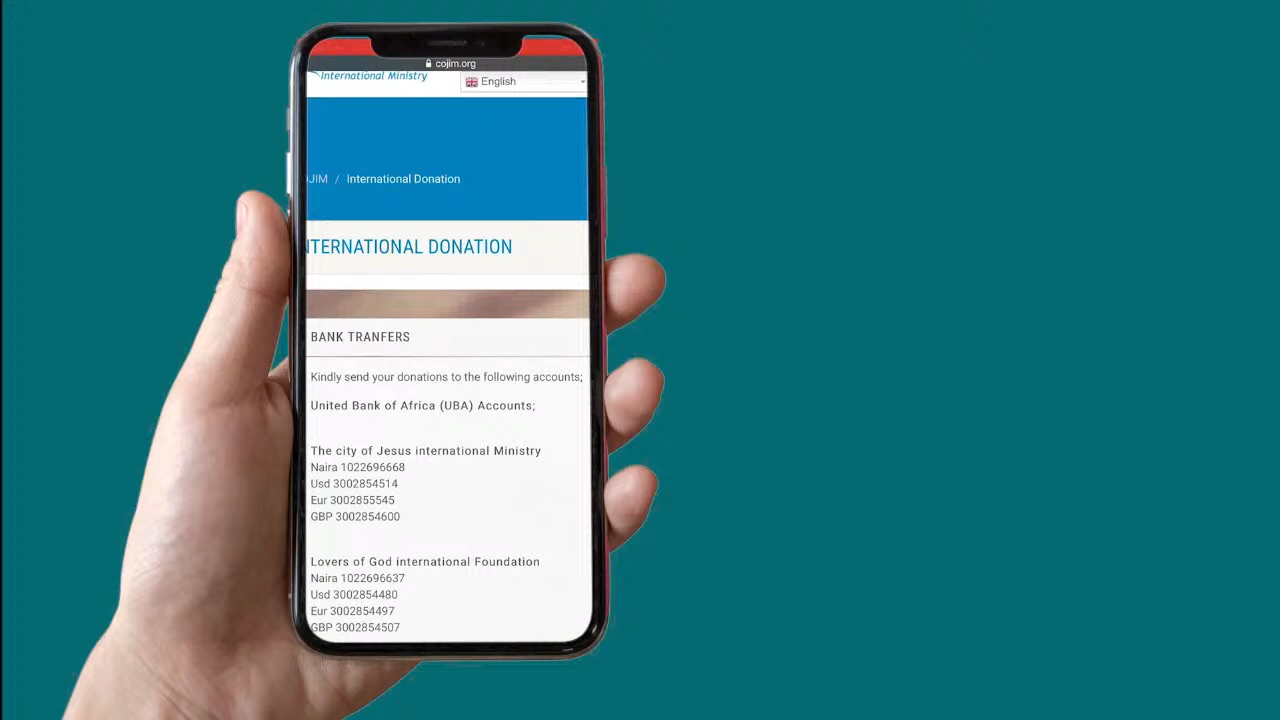 cojim.org
International Ministry
English
JIM / International Donation
NTERNATIONAL DONATION
BANK TRANFERS
Kindly send your donations to the following accounts;
United Bank of Africa (UBA) Accounts;
The city of Jesus international Ministry
Naira 1022696668
Usd 3002854514
Eur 3002855545
GBP 3002854600
Lovers of God international Foundation
Naira 1022696637
Usd 3002854480
Eur 3002854497
GBP 3002854507